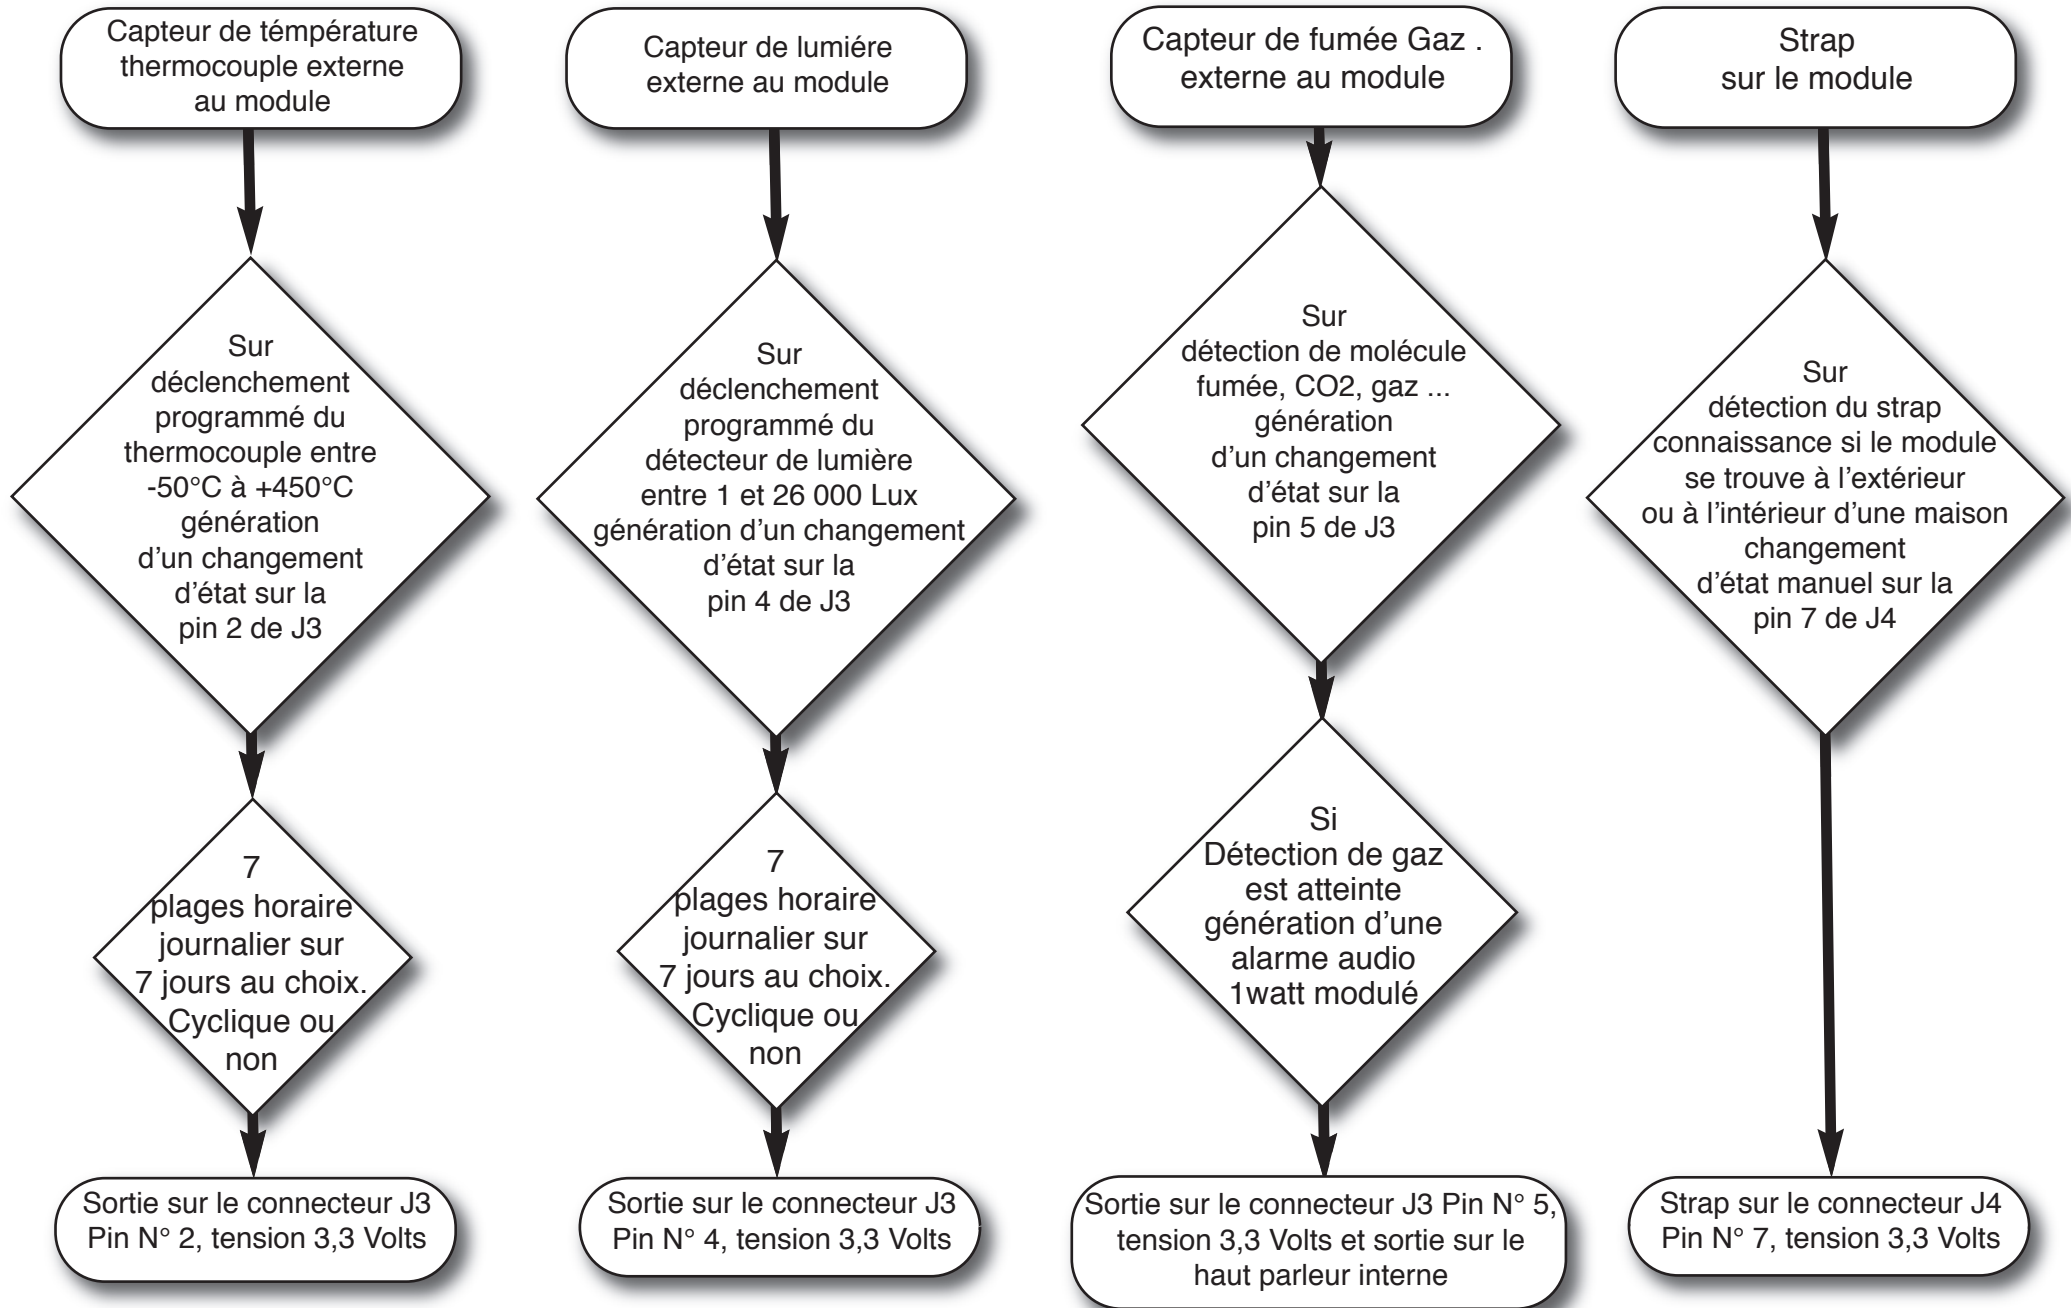 Capteur de témpérature
thermocouple externe
au module
Sur
déclenchement
programmé du
thermocouple entre
-50°C à +450°C
génération
d’un changement
d’état sur la
pin 2 de J3
7
plages horaire
journalier sur
7 jours au choix.
Cyclique ou
non
Sortie sur le connecteur J3
Pin N° 2, tension 3,3 Volts
Capteur de lumiére
externe au module
Sur
déclenchement
programmé du
détecteur de lumière
entre 1 et 26 000 Lux
génération d’un changement
d’état sur la
pin 4 de J3
7
plages horaire
journalier sur
7 jours au choix.
Cyclique ou
non
Sortie sur le connecteur J3
Pin N° 4, tension 3,3 Volts
Capteur de fumée Gaz .
externe au module
Sur
détection de molécule
fumée, CO2, gaz ...
génération
d’un changement
d’état sur la
pin 5 de J3
Si
Détection de gaz
est atteinte
génération d’une
alarme audio
1watt modulé
Sortie sur le connecteur J3 Pin N° 5,
tension 3,3 Volts et sortie sur le
haut parleur interne
Strap
sur le module
Sur
détection du strap
connaissance si le module
se trouve à l’extérieur
ou à l’intérieur d’une maison
changement
d’état manuel sur la
pin 7 de J4
Strap sur le connecteur J4
Pin N° 7, tension 3,3 Volts